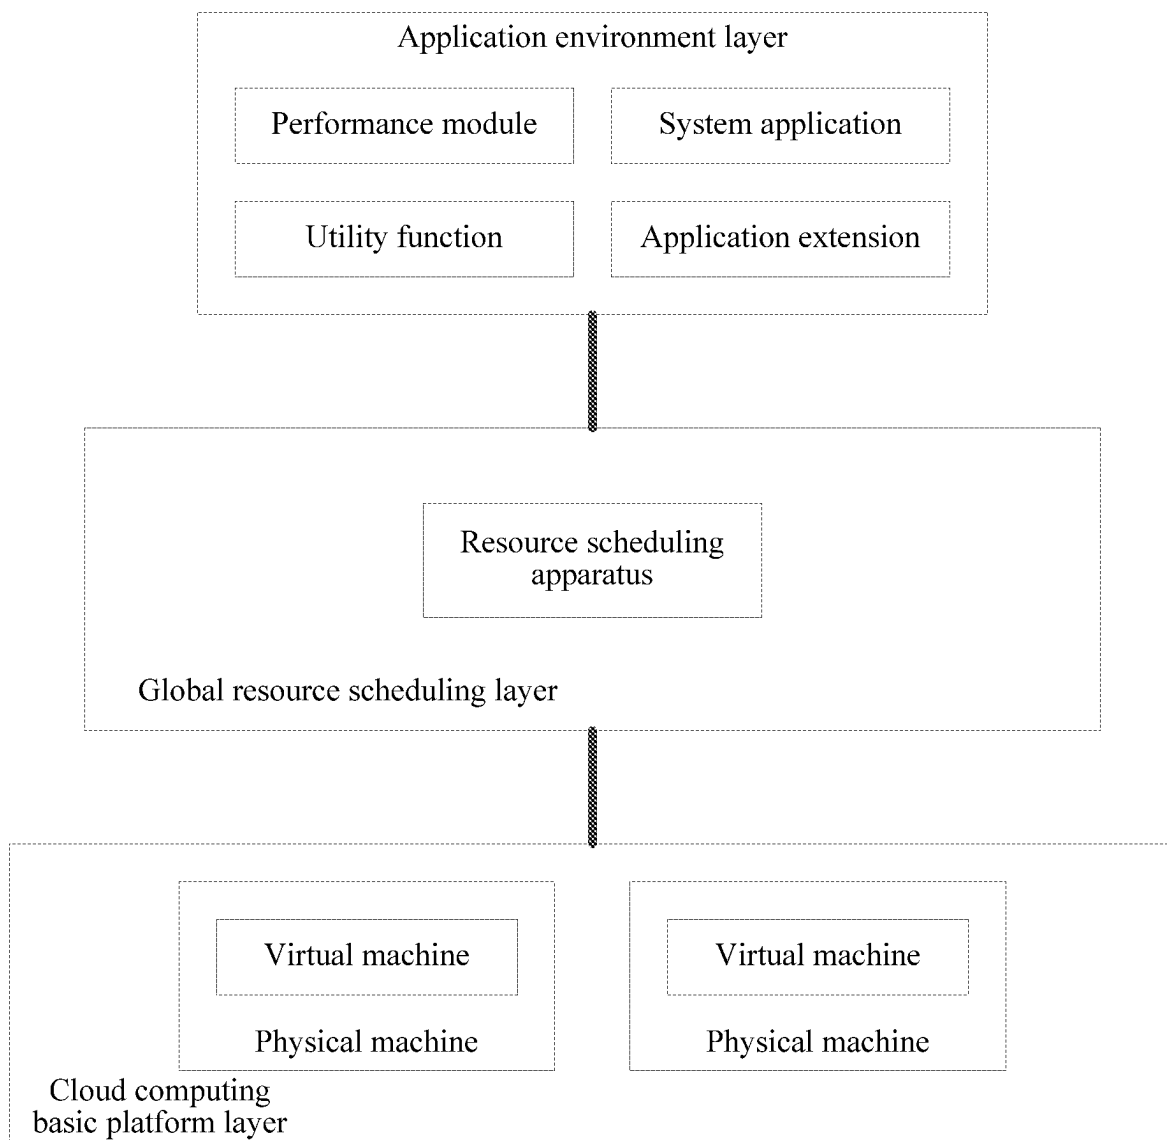 Application environment layer
Performance module
System application
Utility function
Application extension
Resource scheduling
apparatus
Global resource scheduling layer
Virtual machine
Virtual machine
Physical machine
Physical machine
Cloud computing
basic platform layer